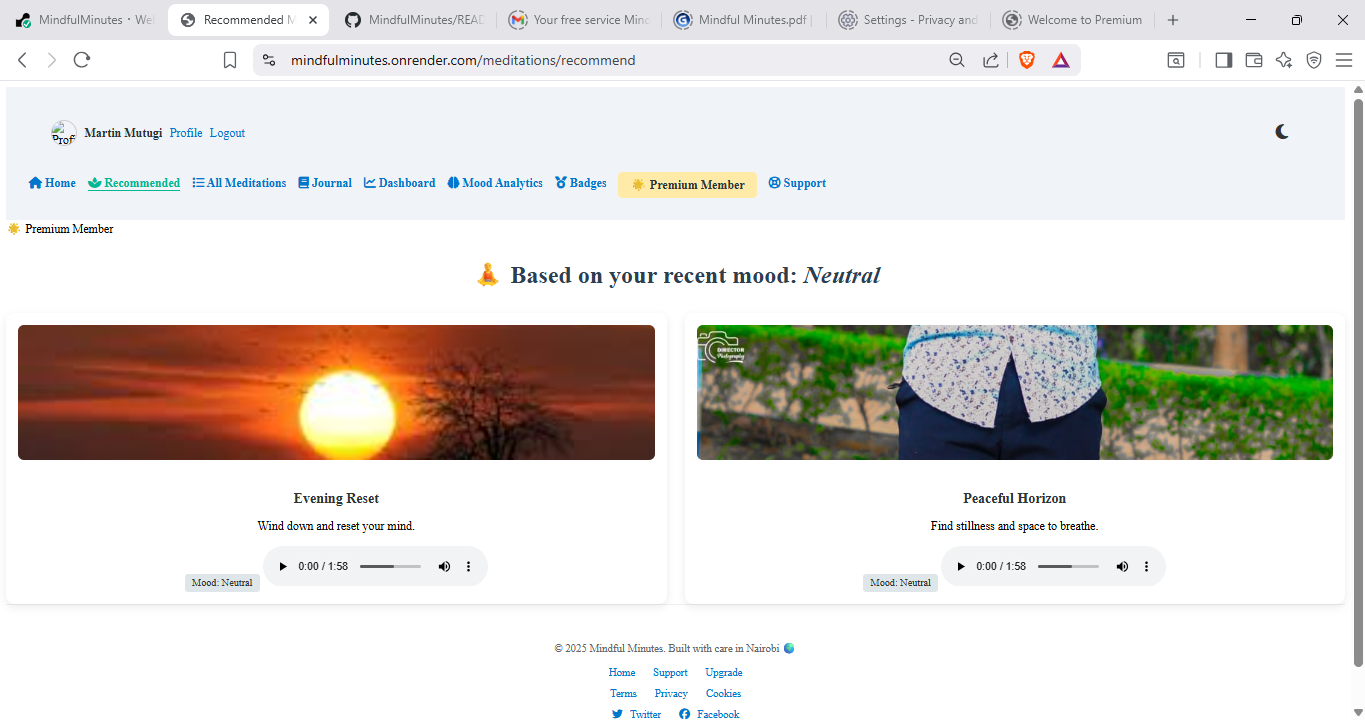 MindfulMinutes · We
Recommended M
MindfulMinutes/READ
Your free service Minc
Mindful Minutes.pdf
Settings - Privacy and
Welcome to Premium
mindfulminutes.onrender.com/meditations/recommend
Prof
Martin Mutugi Profile Logout
Home Recommended All Meditations Journal Dashboard Mood Analytics Badges 🌟 Premium Member Support
🌟 Premium Member
🧘 Based on your recent mood: Neutral
DIRECTOR
Photography
Evening Reset
Wind down and reset your mind.
Mood: Neutral
0:00 / 1:58
Peaceful Horizon
Find stillness and space to breathe.
Mood: Neutral
0:00 / 1:58
© 2025 Mindful Minutes. Built with care in Nairobi 🌍
Home Support Upgrade
Terms Privacy Cookies
Twitter Facebook